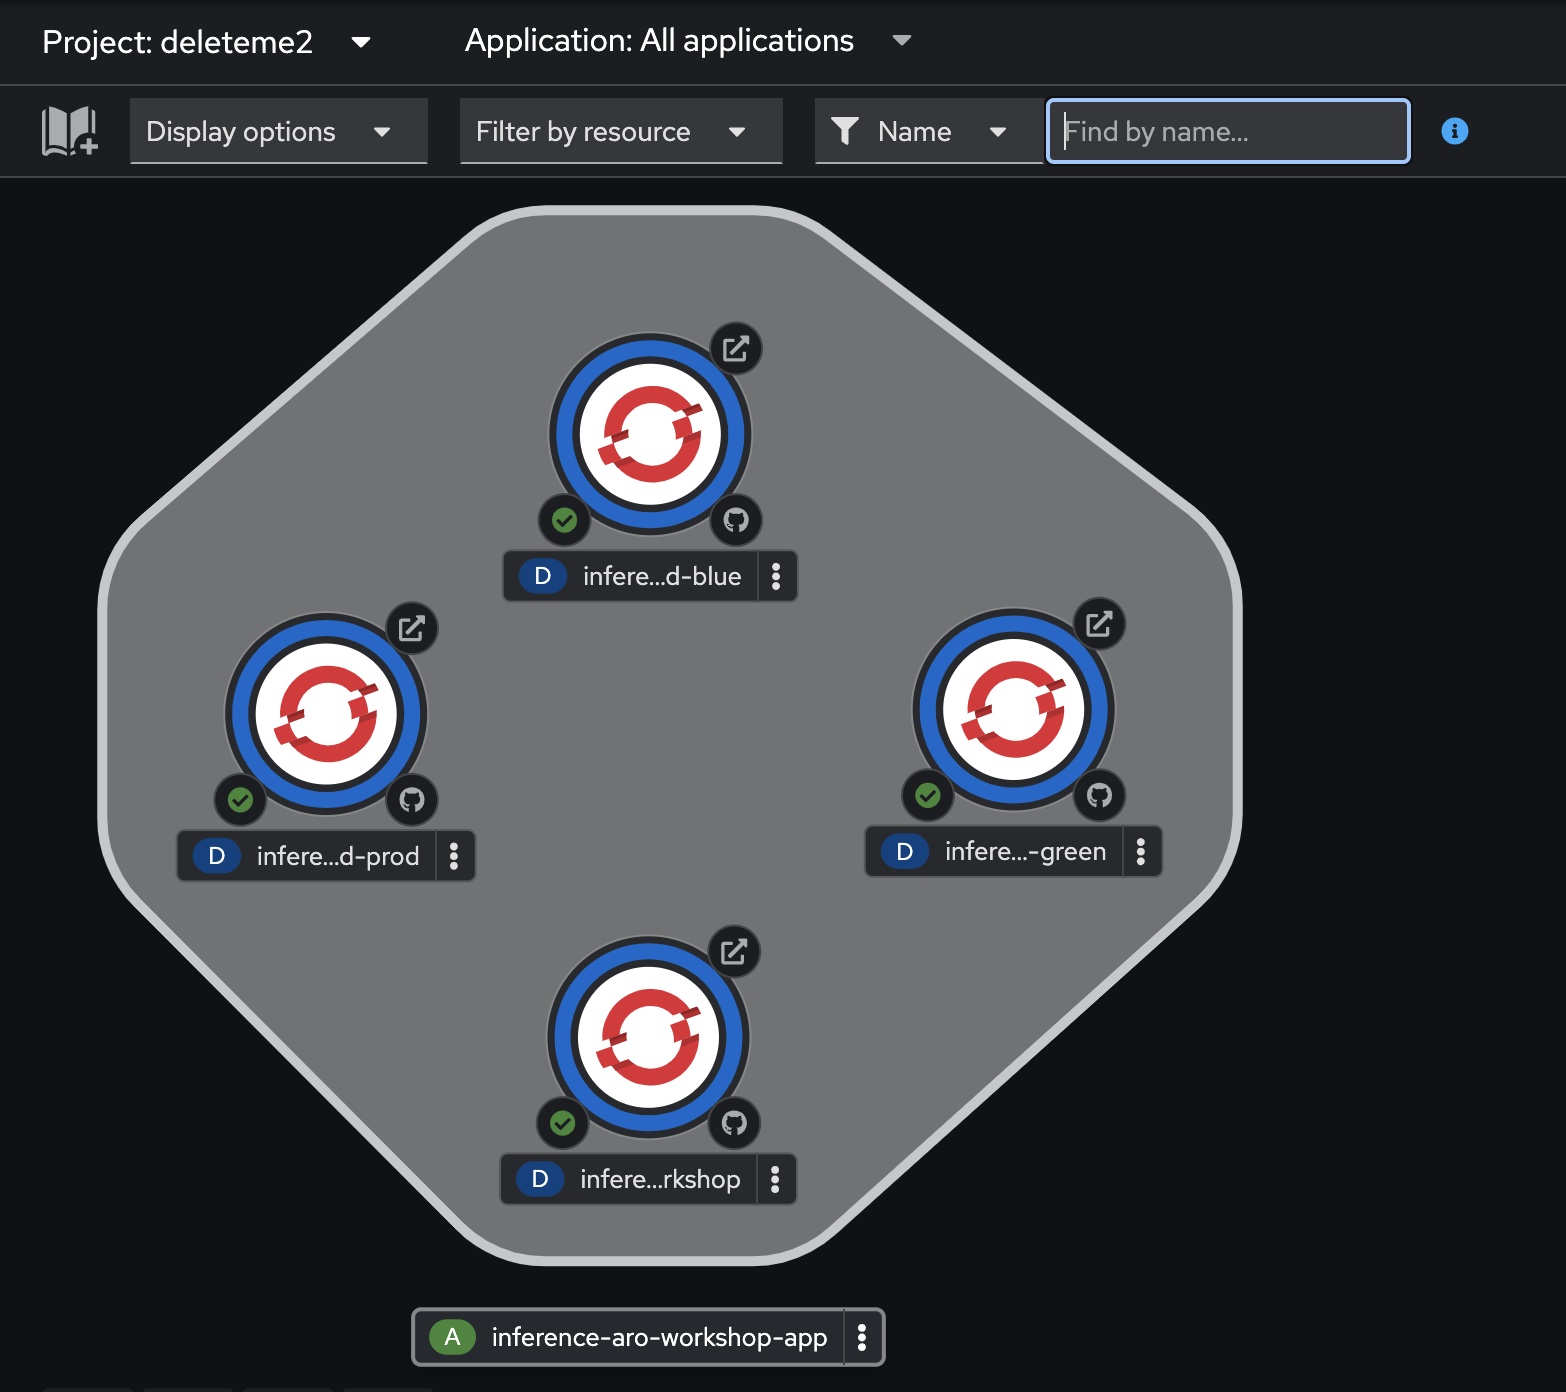 Project: deleteme2
Application: All applications
Display options
Filter by resource
Name
Find by name...
D infere...d-blue
D infere...d-prod
D infere...-green
D infere...rkshop
A inference-aro-workshop-app